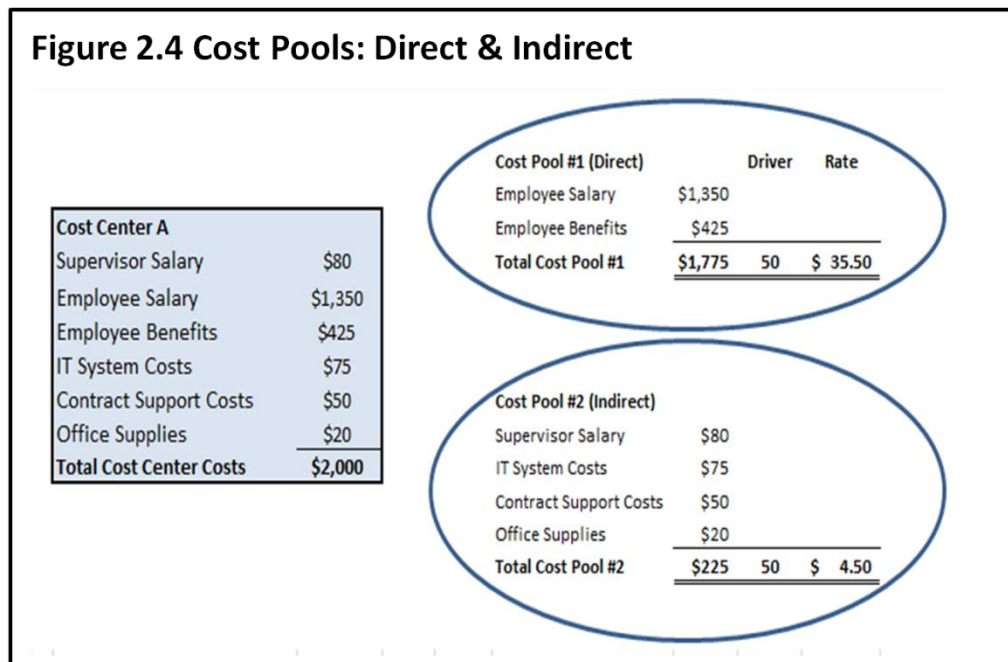 Figure 2.4 Cost Pools: Direct & Indirect
Cost Center A
Supervisor Salary $80
Employee Salary $1,350
Employee Benefits $425
IT System Costs $75
Contract Support Costs $50
Office Supplies $20
Total Cost Center Costs $2,000
Cost Pool #1 (Direct) Driver Rate
Employee Salary $1,350
Employee Benefits $425
Total Cost Pool #1 $1,775 50 $ 35.50
Cost Pool #2 (Indirect)
Supervisor Salary $80
IT System Costs $75
Contract Support Costs $50
Office Supplies $20
Total Cost Pool #2 $225 50 $ 4.50